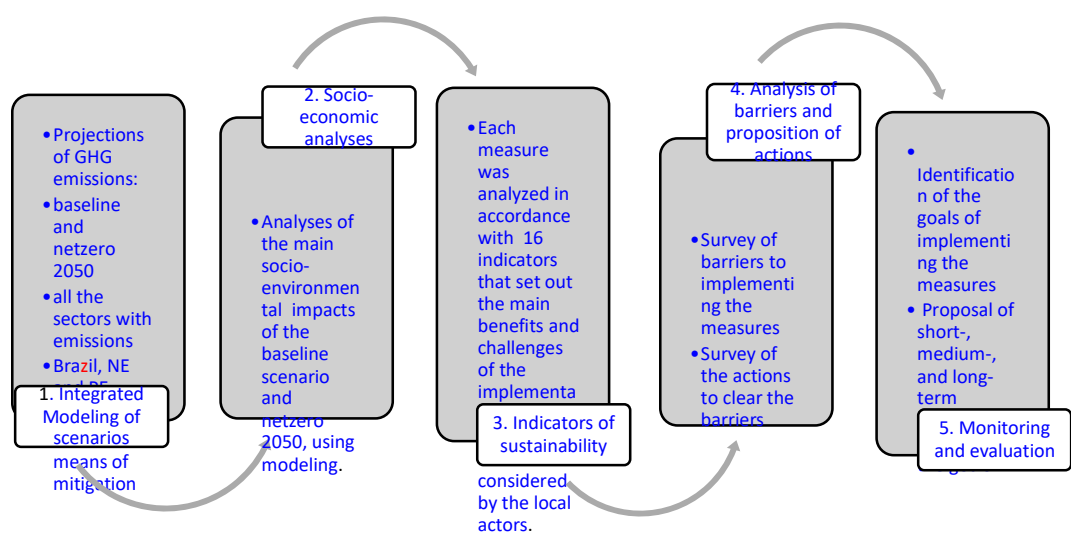 • Projections
of GHG
emissions:
• baseline
and
netzero
2050
• all the
sectors with
emissions
• Brazil, NE
1. Integrated
Modeling of
scenarios
means of
mitigation
2. Socio-
economic
analyses
• Analyses of
the main
socio-
environmen
tal impacts
of the
baseline
scenario
and
netzero
2050, using
modeling.
• Each
measure
was
analyzed in
accordance
with 16
indicators
that set out
the main
benefits and
challenges
of the
implementa
3. Indicators of
sustainability
considered
by the local
actors.
4. Analysis of
barriers and
proposition of
actions
• Survey of
barriers to
implementi
ng the
measures
• Survey of
the actions
to clear the
barriers
•
Identificatio
n of the
goals of
implementi
ng the
measures
• Proposal of
short-,
medium-,
and long-
term
5. Monitoring
and evaluation